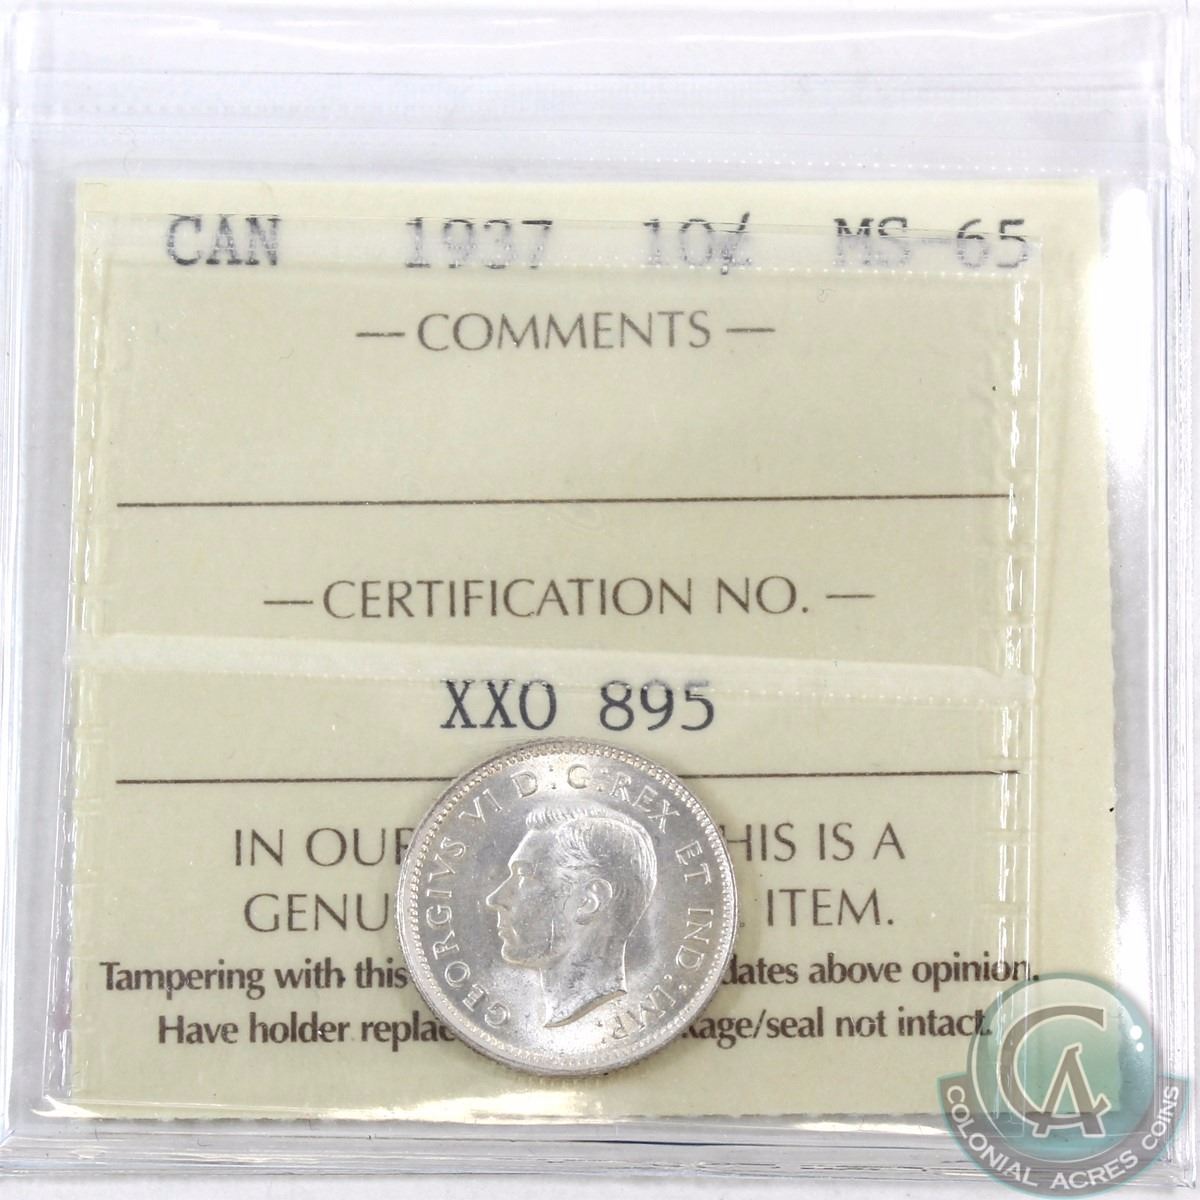 CAN 1937 10¢ MS-65
— COMMENTS —
— CERTIFICATION NO. —
XXO 895
IN OUR HIS IS A
GENU ITEM.
Tampering with this dates above opinion.
Have holder replac kage/seal not intact.
GEORGIVS VI D:G:REX ET IND:IMP:
COLONIAL ACRES COINS
CA